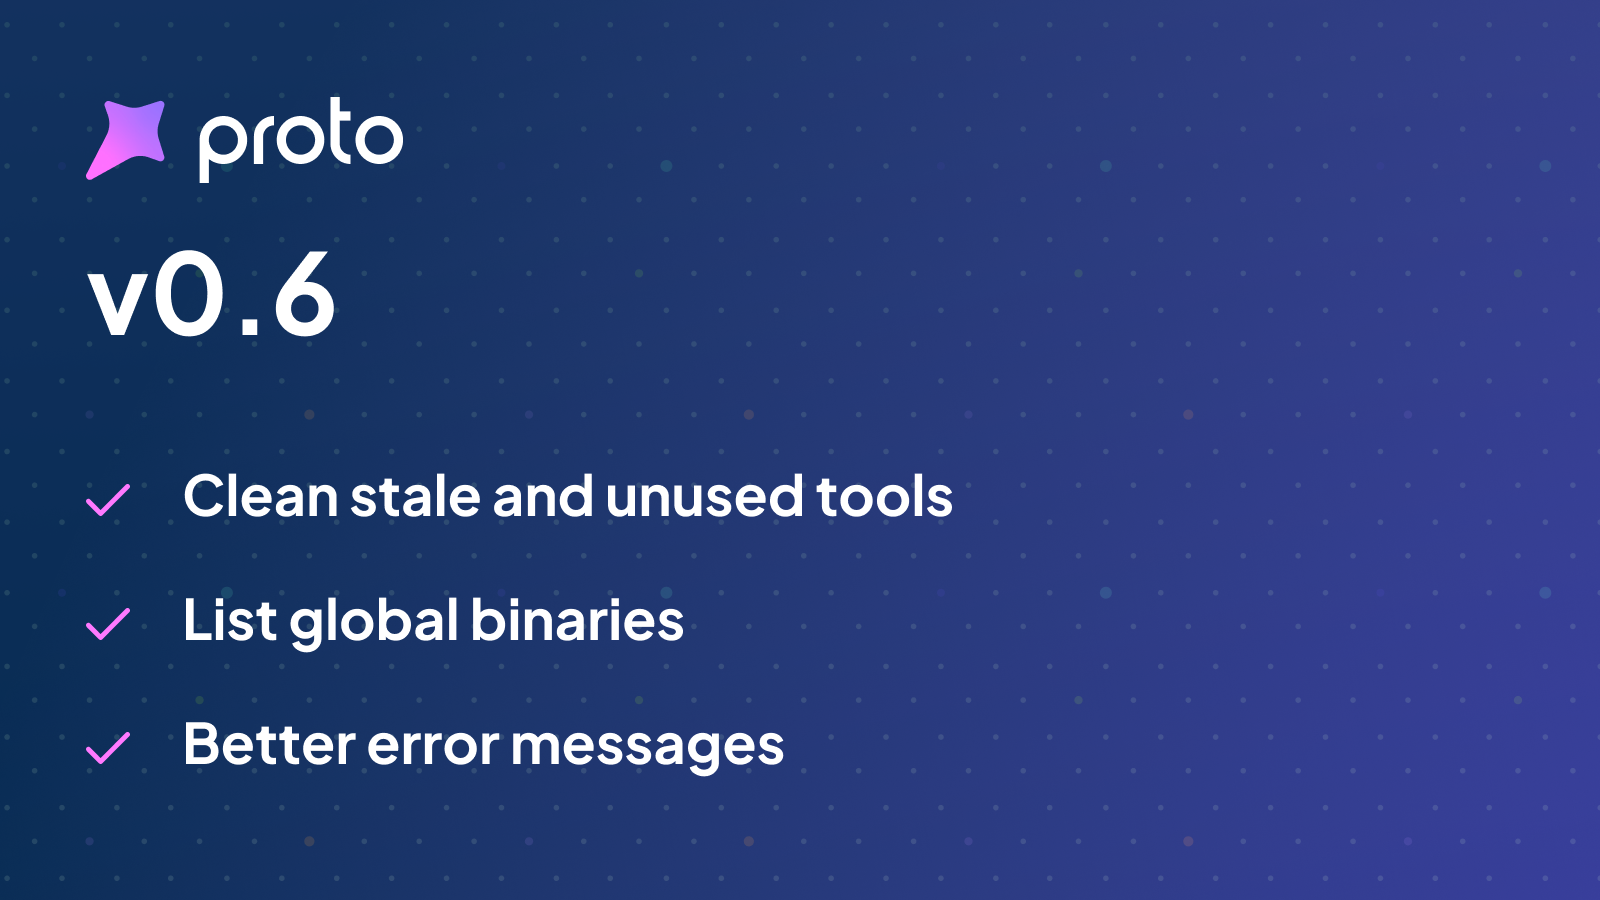 proto
v0.6
Clean stale and unused tools
List global binaries
Better error messages